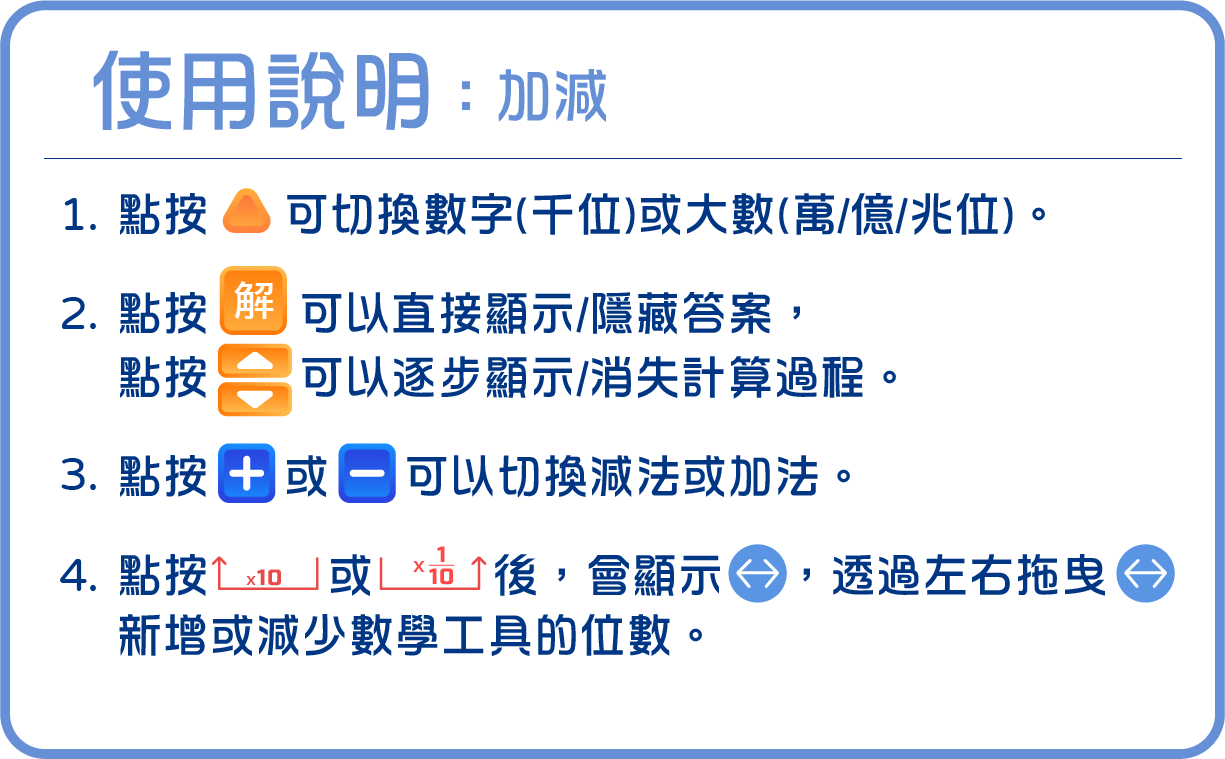 使用說明：加減
1. 點按 可切換數字(千位)或大數(萬/億/兆位)。
2. 點按 解 可以直接顯示/隱藏答案，
點按 可以逐步顯示/消失計算過程。
3. 點按 + 或 − 可以切換減法或加法。
4. 點按 x10 或 x 1/10 後，會顯示 ，透過左右拖曳
新增或減少數學工具的位數。